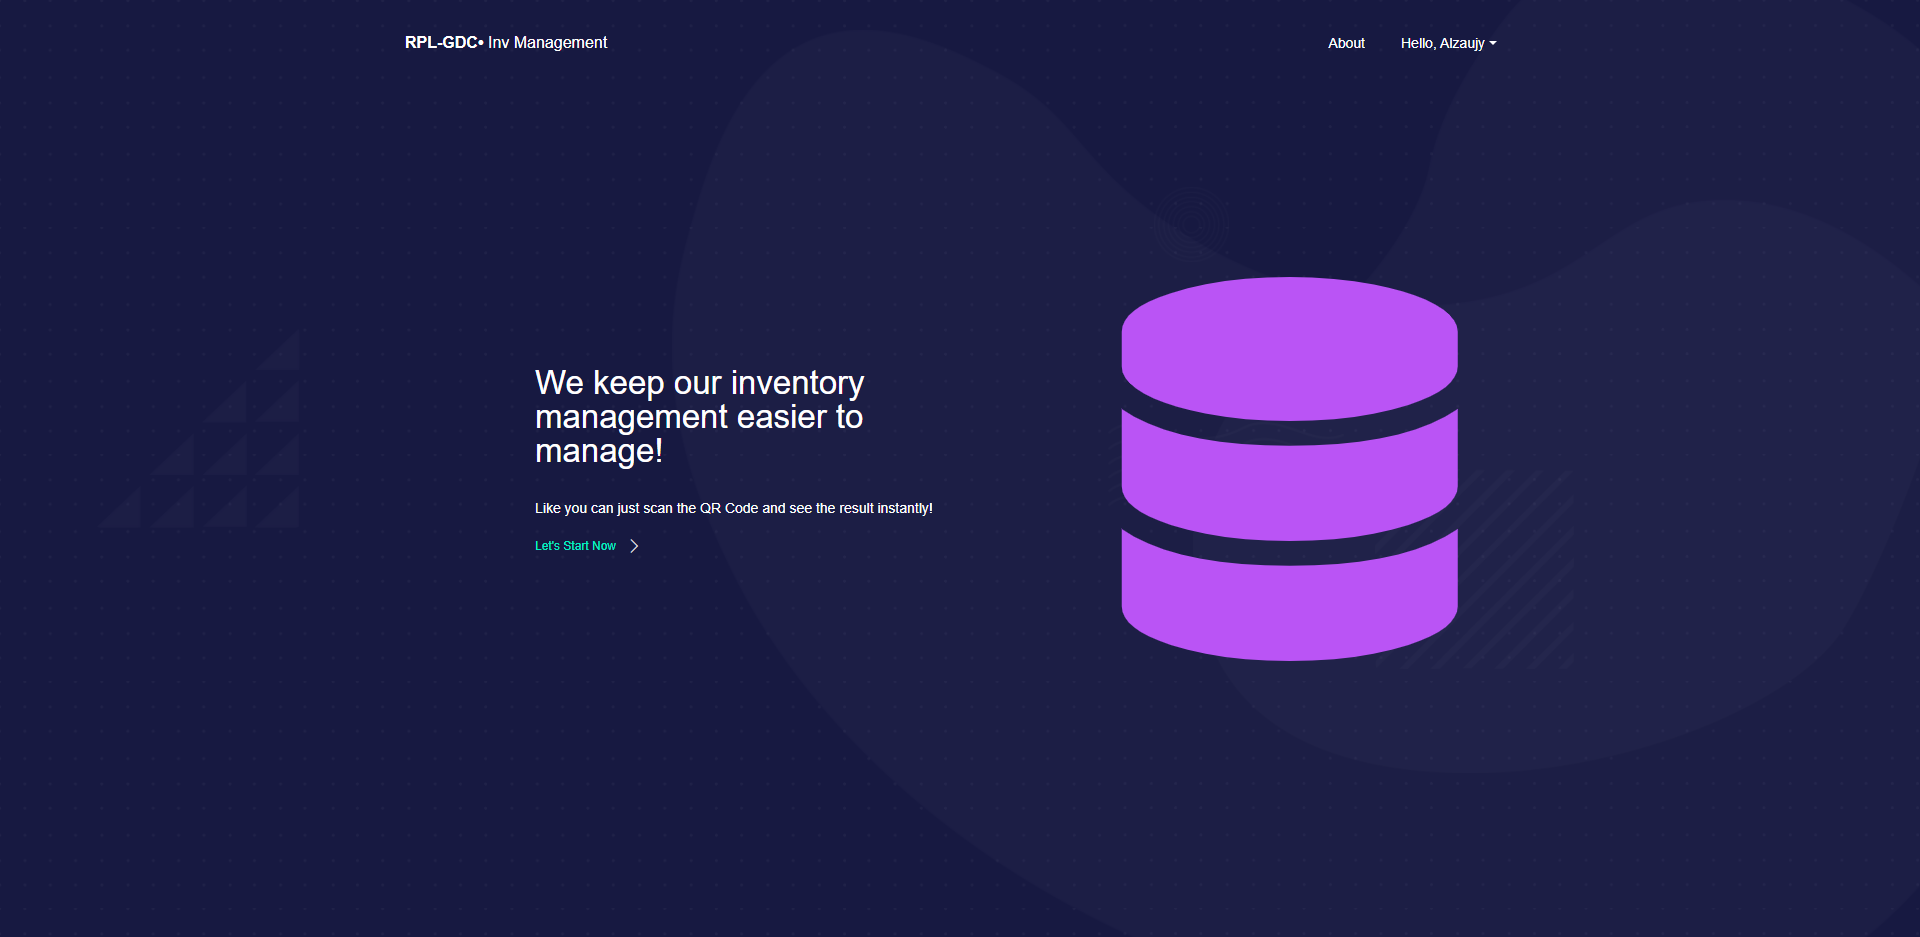 RPL-GDC• Inv Management
About
Hello, Alzaujy
We keep our inventory
management easier to
manage!
Like you can just scan the QR Code and see the result instantly!
Let's Start Now